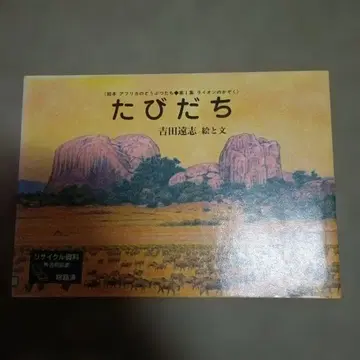 (絵本 アフリカのどうぶつたち◆第1集 ライオンのかぞく)
たびだち
吉田遠志 絵と文
リサイクル資料